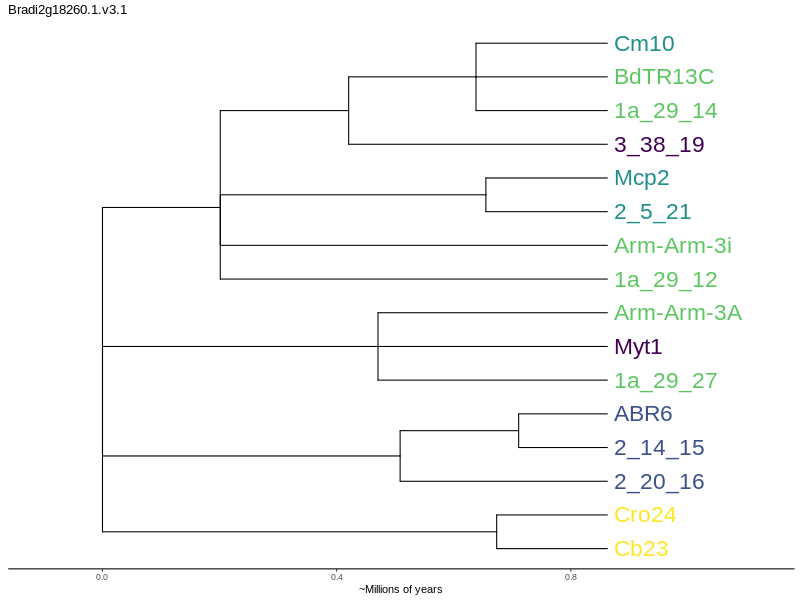 Bradi2g18260.1.v3.1
Cm10
BdTR13C
1a_29_14
3_38_19
Mcp2
2_5_21
Arm-Arm-3i
1a_29_12
Arm-Arm-3A
Myt1
1a_29_27
ABR6
2_14_15
2_20_16
Cro24
Cb23
0.0 0.4 0.8
~Millions of years